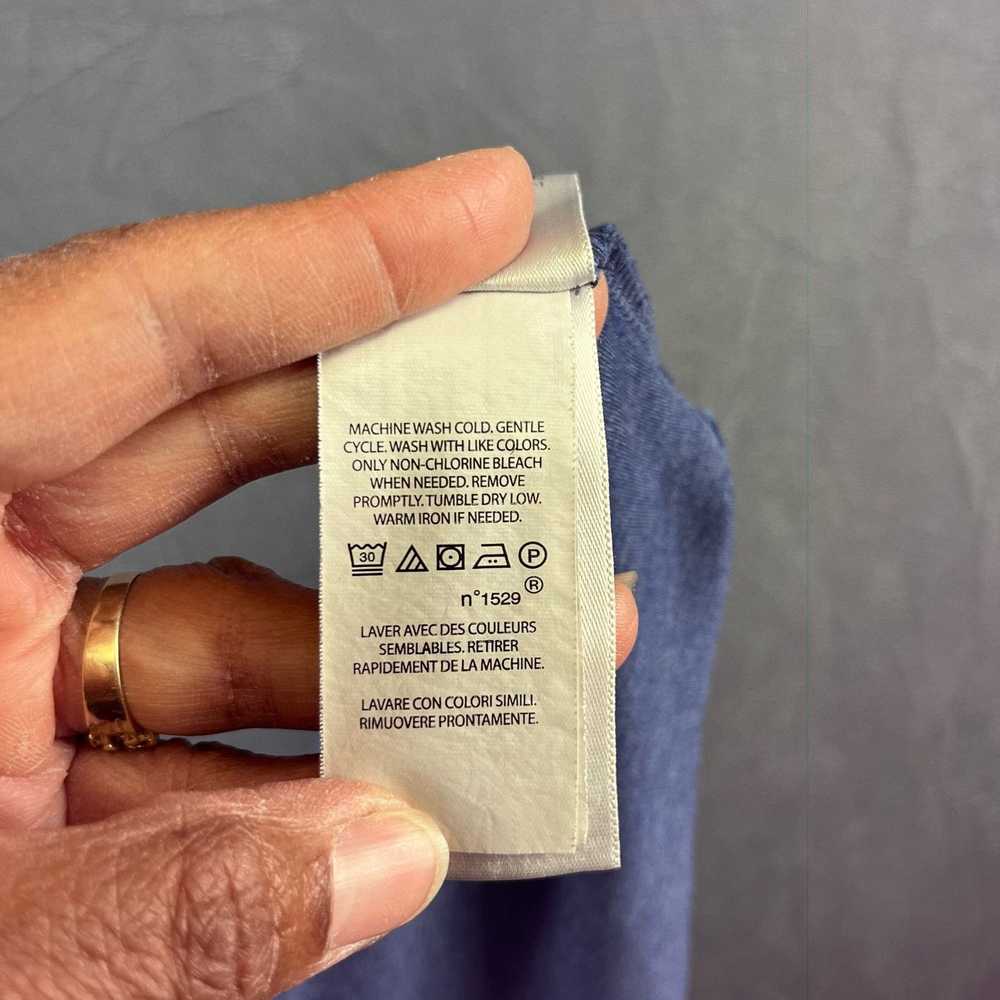 MACHINE WASH COLD. GENTLE
CYCLE. WASH WITH LIKE COLORS.
ONLY NON-CHLORINE BLEACH
WHEN NEEDED. REMOVE
PROMPTLY. TUMBLE DRY LOW.
WARM IRON IF NEEDED.
30 P
n°1529 ®
LAVER AVEC DES COULEURS
SEMBLABLES. RETIRER
RAPIDEMENT DE LA MACHINE.
LAVARE CON COLORI SIMILI.
RIMUOVERE PRONTAMENTE.